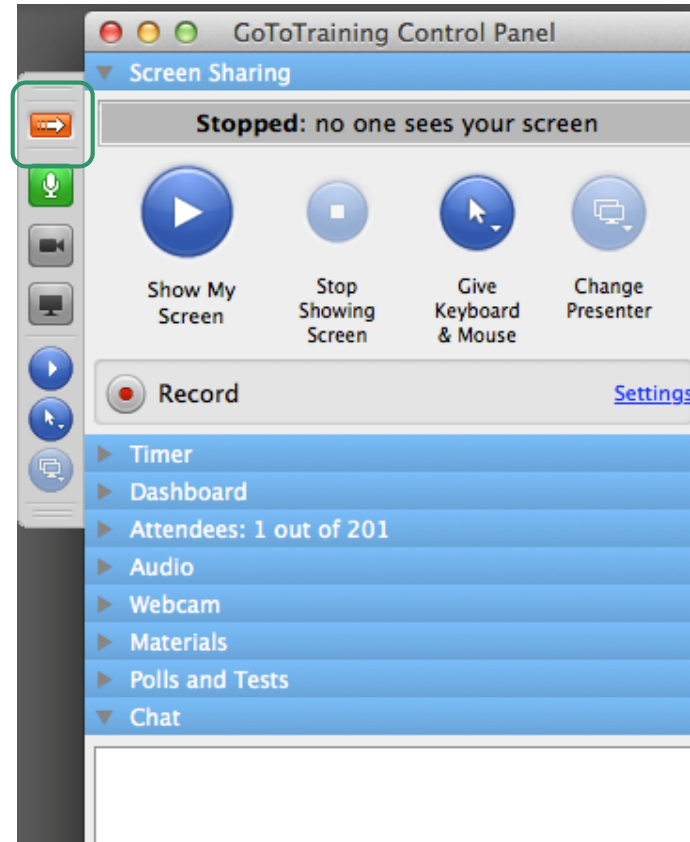 GoToTraining Control Panel
Screen Sharing
Stopped: no one sees your screen
Show My
Screen
Stop
Showing
Screen
Give
Keyboard
& Mouse
Change
Presenter
Record
Settings
Timer
Dashboard
Attendees: 1 out of 201
Audio
Webcam
Materials
Polls and Tests
Chat